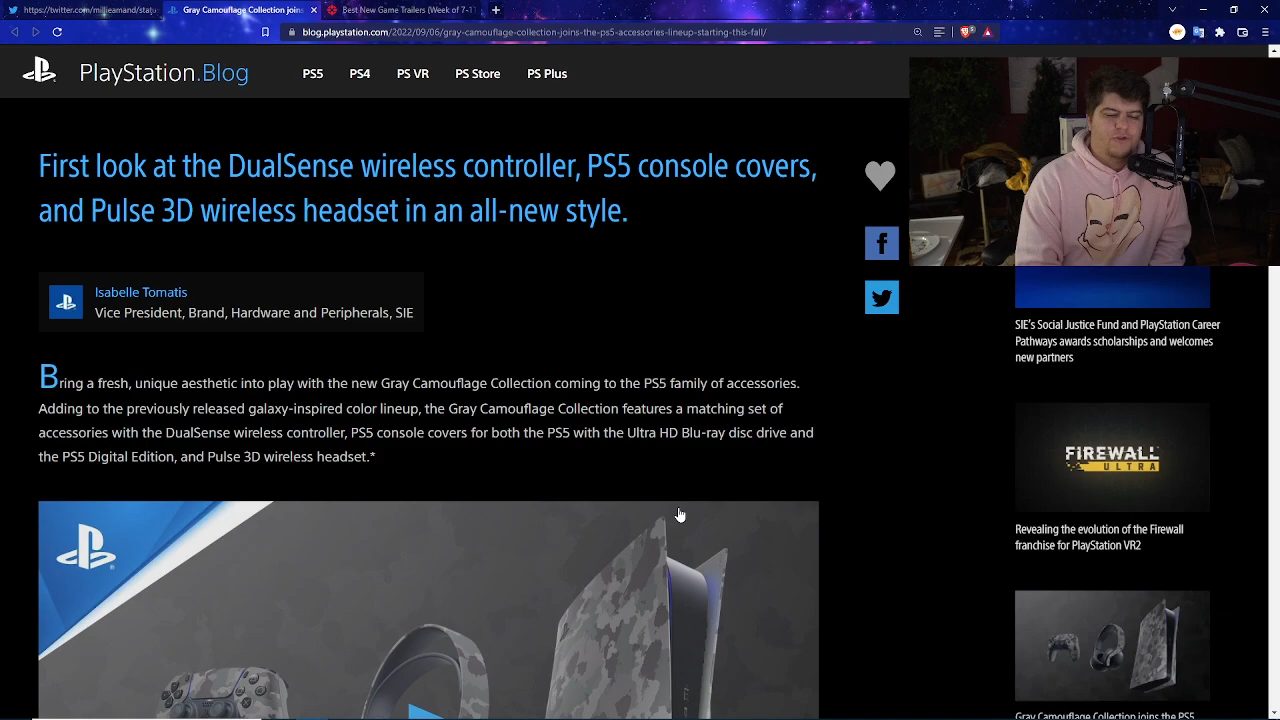 https://twitter.com/millieamand/statu
Gray Camouflage Collection joins
Best New Game Trailers (Week of 7-11
blog.playstation.com/2022/09/06/gray-camouflage-collection-joins-the-ps5-accessories-lineup-starting-this-fall/
PlayStation.Blog
PS5
PS4
PS VR
PS Store
PS Plus
First look at the DualSense wireless controller, PS5 console covers,
and Pulse 3D wireless headset in an all-new style.
Isabelle Tomatis
Vice President, Brand, Hardware and Peripherals, SIE
Bring a fresh, unique aesthetic into play with the new Gray Camouflage Collection coming to the PS5 family of accessories.
Adding to the previously released galaxy-inspired color lineup, the Gray Camouflage Collection features a matching set of
accessories with the DualSense wireless controller, PS5 console covers for both the PS5 with the Ultra HD Blu-ray disc drive and
the PS5 Digital Edition, and Pulse 3D wireless headset.*
SIE's Social Justice Fund and PlayStation Career
Pathways awards scholarships and welcomes
new partners
FIREWALL
ULTRA
Revealing the evolution of the Firewall
franchise for PlayStation VR2
Gray Camouflage Collection joins the PS5